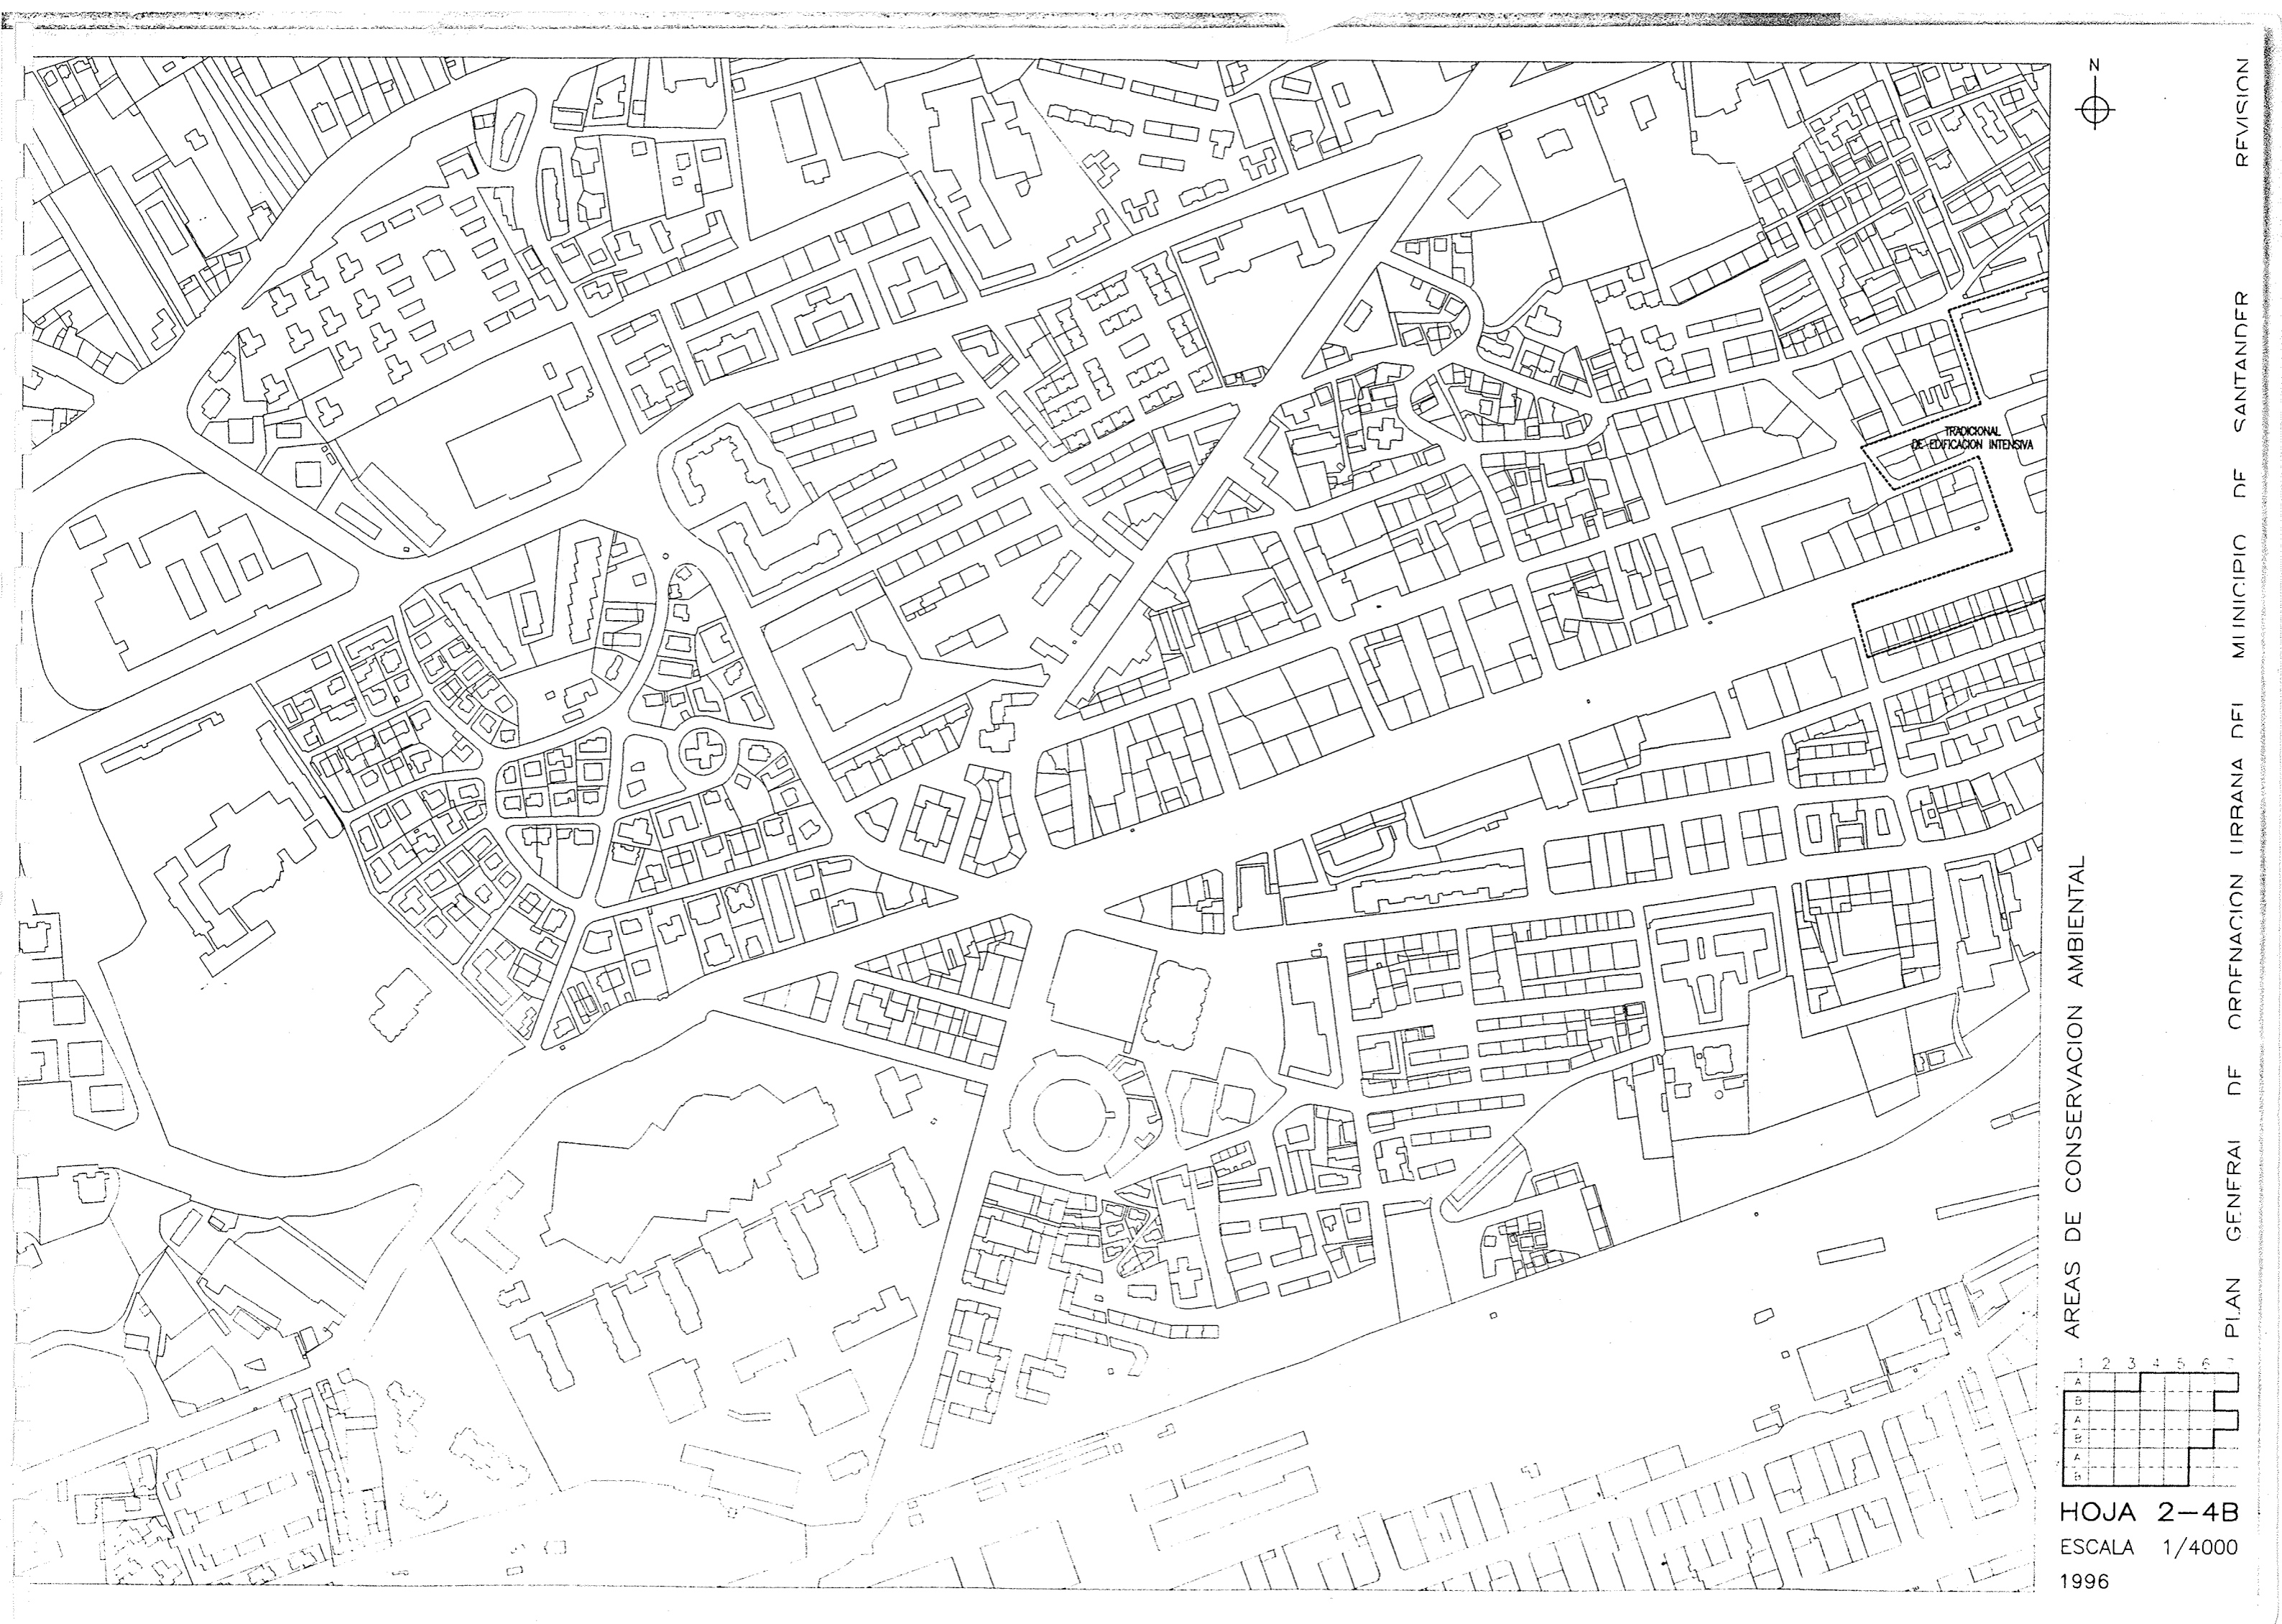 N
TRADICIONAL
DE EDIFICACION INTENSIVA
AREAS DE CONSERVACION AMBIENTAL
PLAN GENERAL DE ORDENACION URBANA DEL MUNICIPIO DE SANTANDER REVISION
1 2 3 4 5 6 7
A
B
A
B
A
B
HOJA 2-4B
ESCALA 1/4000
1996